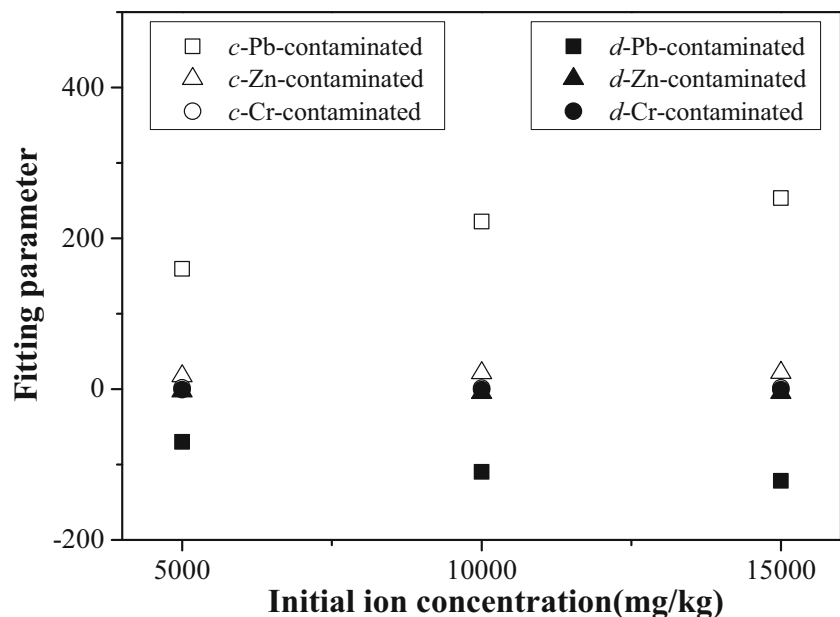 c-Pb-contaminated
c-Zn-contaminated
c-Cr-contaminated
d-Pb-contaminated
d-Zn-contaminated
d-Cr-contaminated
Fitting parameter
400
200
0
-200
5000 10000 15000
Initial ion concentration(mg/kg)